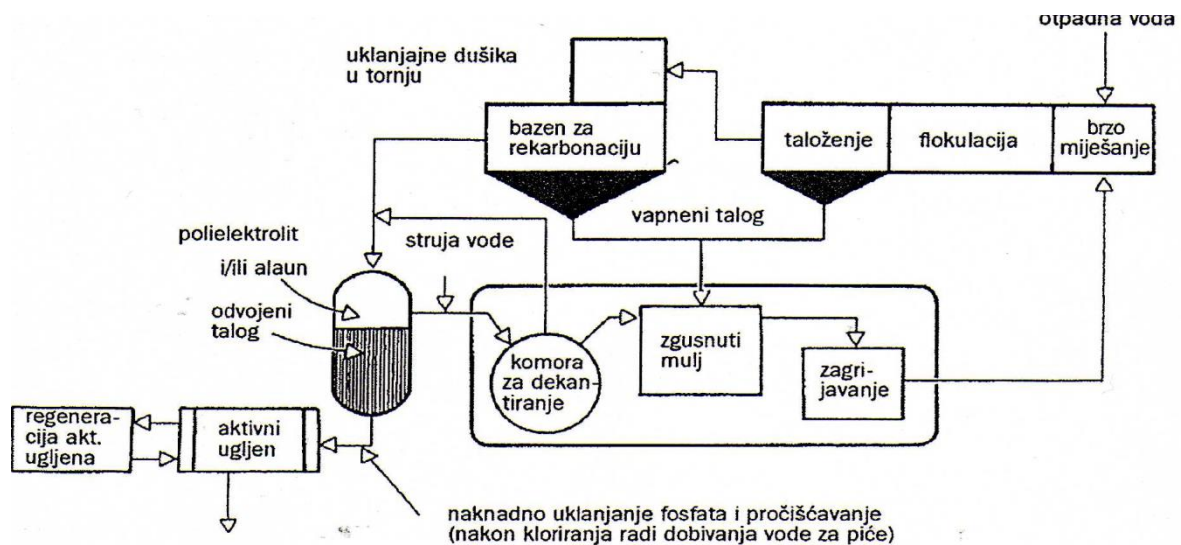 otpadna voda
uklanjajne dušika
u tornju
bazen za
rekarbonaciju
taloženje
flokulacija
brzo
miješanje
vapneni talog
polielektrolit
i/ili alaun
struja vode
odvojeni
talog
komora
za dekan-
tiranje
zgusnuti
mulj
zagri-
javanje
regenera-
cija akt.
ugljena
aktivni
ugljen
naknadno uklanjanje fosfata i pročišćavanje
(nakon kloriranja radi dobivanja vode za piće)